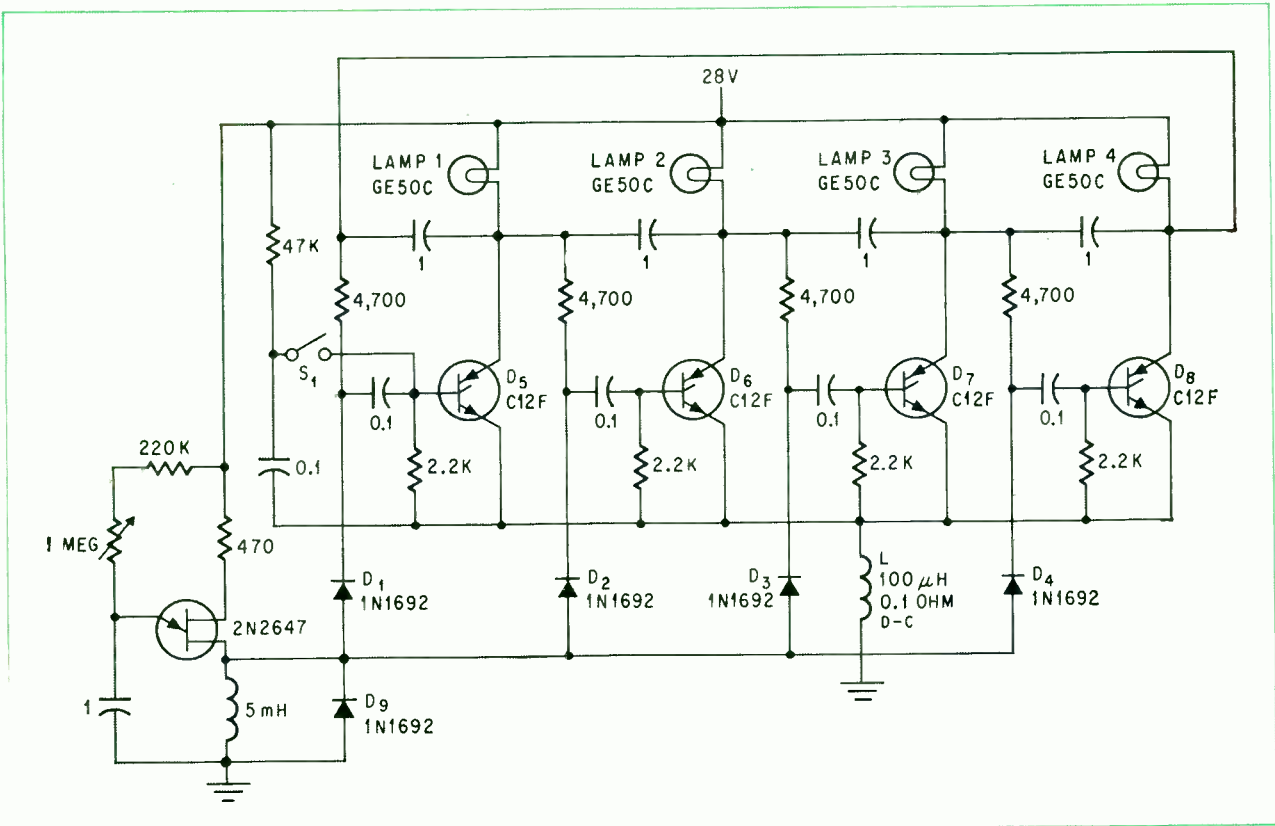 28V
LAMP 1
GE50C
LAMP 2
GE50C
LAMP 3
GE50C
LAMP 4
GE50C
47K
1
1
1
1
4,700
4,700
4,700
4,700
S1
D5
C12F
D6
C12F
D7
C12F
D8
C12F
0.1
0.1
0.1
0.1
220K
0.1
2.2K
2.2K
2.2K
2.2K
1 MEG
470
D1
1N1692
D2
1N1692
D3
1N1692
L
100 μH
0.1 OHM
D-C
D4
1N1692
2N2647
1
5mH
D9
1N1692